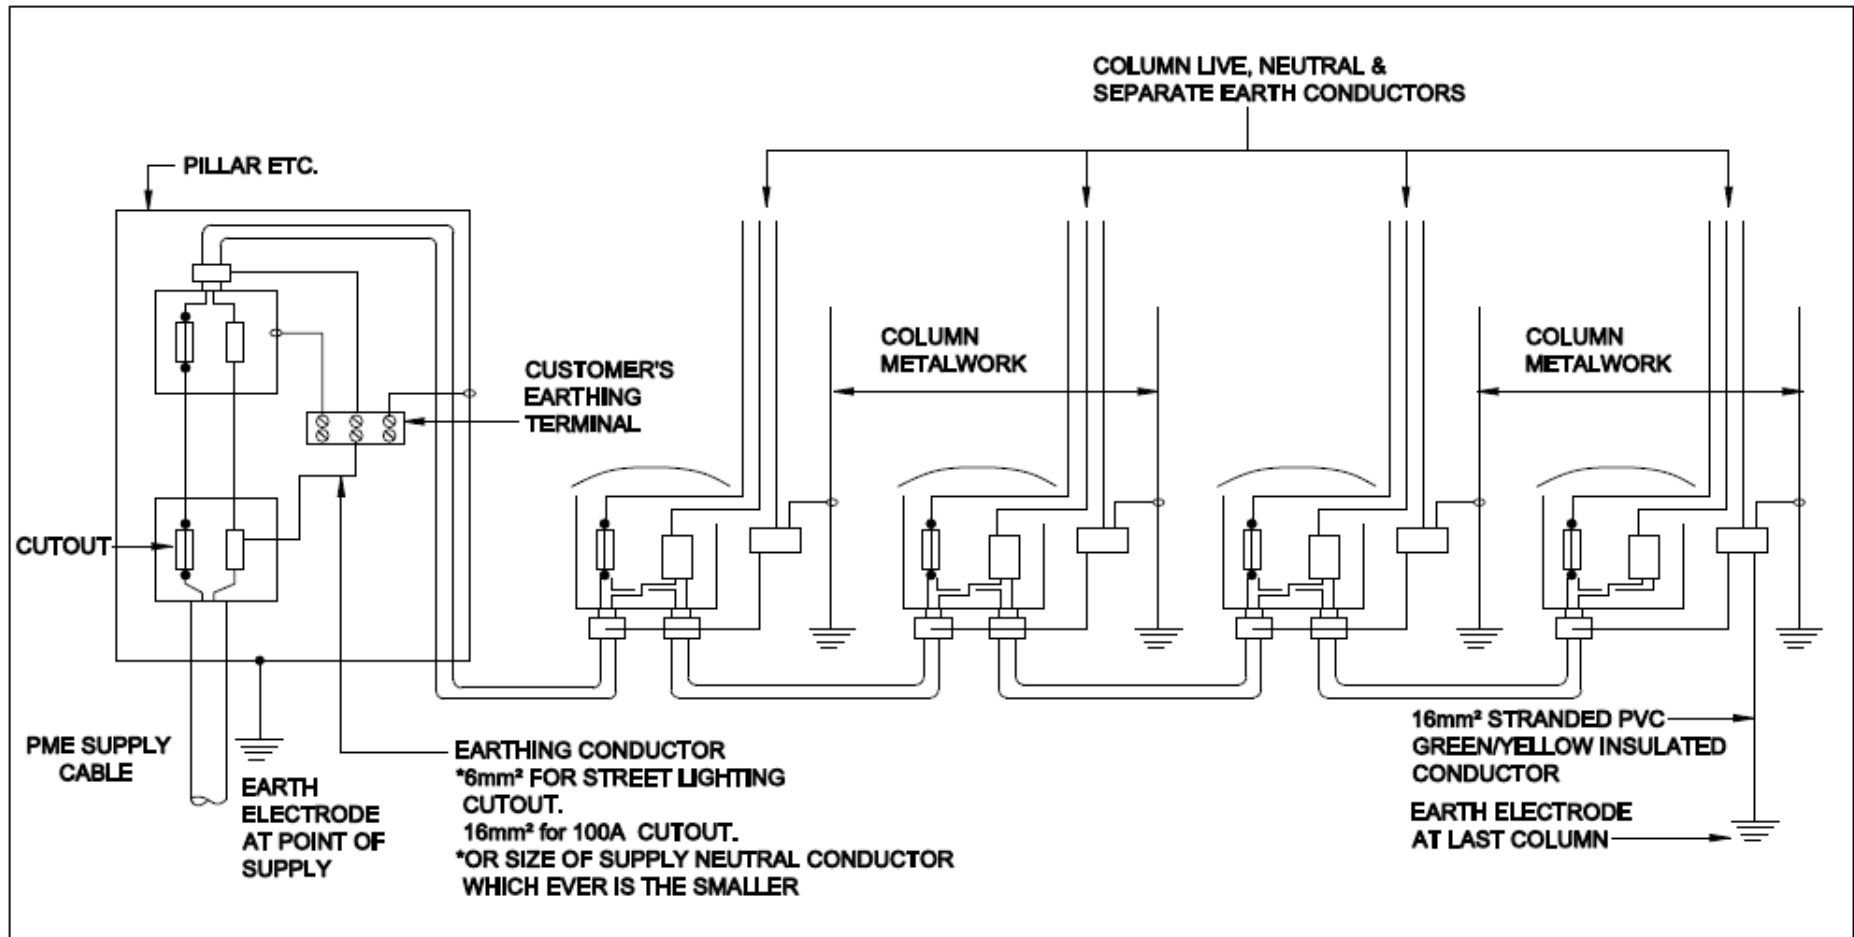 COLUMN LIVE, NEUTRAL &
SEPARATE EARTH CONDUCTORS
PILLAR ETC.
COLUMN
METALWORK
COLUMN
METALWORK
CUSTOMER'S
EARTHING
TERMINAL
CUTOUT
PME SUPPLY
CABLE
EARTH
ELECTRODE
AT POINT OF
SUPPLY
EARTHING CONDUCTOR
*6mm² FOR STREET LIGHTING
CUTOUT.
16mm² for 100A CUTOUT.
*OR SIZE OF SUPPLY NEUTRAL CONDUCTOR
WHICH EVER IS THE SMALLER
16mm² STRANDED PVC
GREEN/YELLOW INSULATED
CONDUCTOR
EARTH ELECTRODE
AT LAST COLUMN